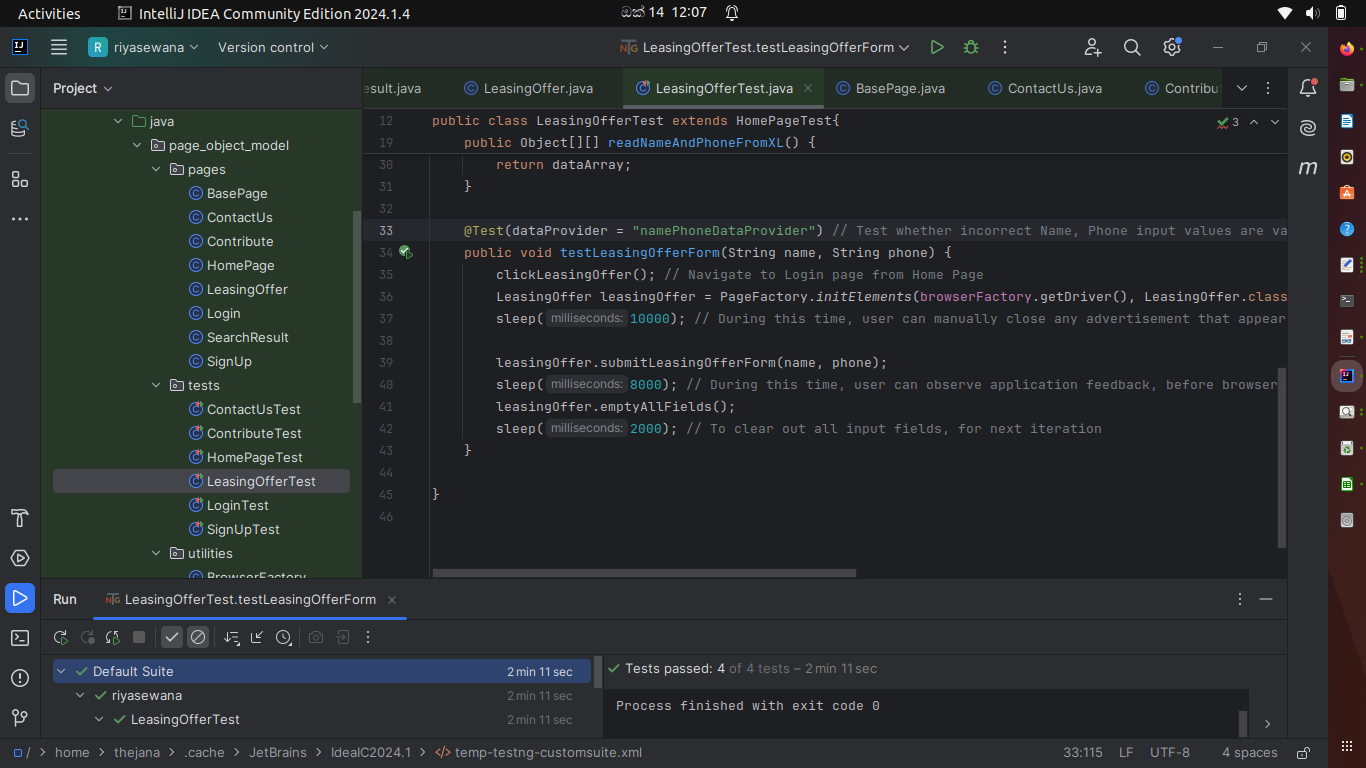 Activities
IntelliJ IDEA Community Edition 2024.1.4
ඔක් 14 12:07
R riyasewana
Version control
LeasingOfferTest.testLeasingOfferForm
Project
esult.java
LeasingOffer.java
LeasingOfferTest.java
BasePage.java
ContactUs.java
Contribu
java
page_object_model
pages
BasePage
ContactUs
Contribute
HomePage
LeasingOffer
Login
SearchResult
SignUp
tests
ContactUsTest
ContributeTest
HomePageTest
LeasingOfferTest
LoginTest
SignUpTest
utilities
BrowserFactory
3
12 public class LeasingOfferTest extends HomePageTest{
19 public Object[][] readNameAndPhoneFromXL() {
30 return dataArray;
31 }
32
33 @Test(dataProvider = "namePhoneDataProvider") // Test whether incorrect Name, Phone input values are va
34 public void testLeasingOfferForm(String name, String phone) {
35 clickLeasingOffer(); // Navigate to Login page from Home Page
36 LeasingOffer leasingOffer = PageFactory.initElements(browserFactory.getDriver(), LeasingOffer.class
37 sleep( milliseconds: 10000); // During this time, user can manually close any advertisement that appear
38
39 leasingOffer.submitLeasingOfferForm(name, phone);
40 sleep( milliseconds: 8000); // During this time, user can observe application feedback, before browser
41 leasingOffer.emptyAllFields();
42 sleep( milliseconds: 2000); // To clear out all input fields, for next iteration
43 }
44
45 }
46
m
Run
LeasingOfferTest.testLeasingOfferForm
Default Suite 2 min 11 sec
riyasewana 2 min 11 sec
LeasingOfferTest 2 min 11 sec
Tests passed: 4 of 4 tests – 2 min 11 sec
Process finished with exit code 0
/ > home > thejana > .cache > JetBrains > IdealC2024.1 > temp-testng-customsuite.xml
33:115 LF UTF-8 4 spaces